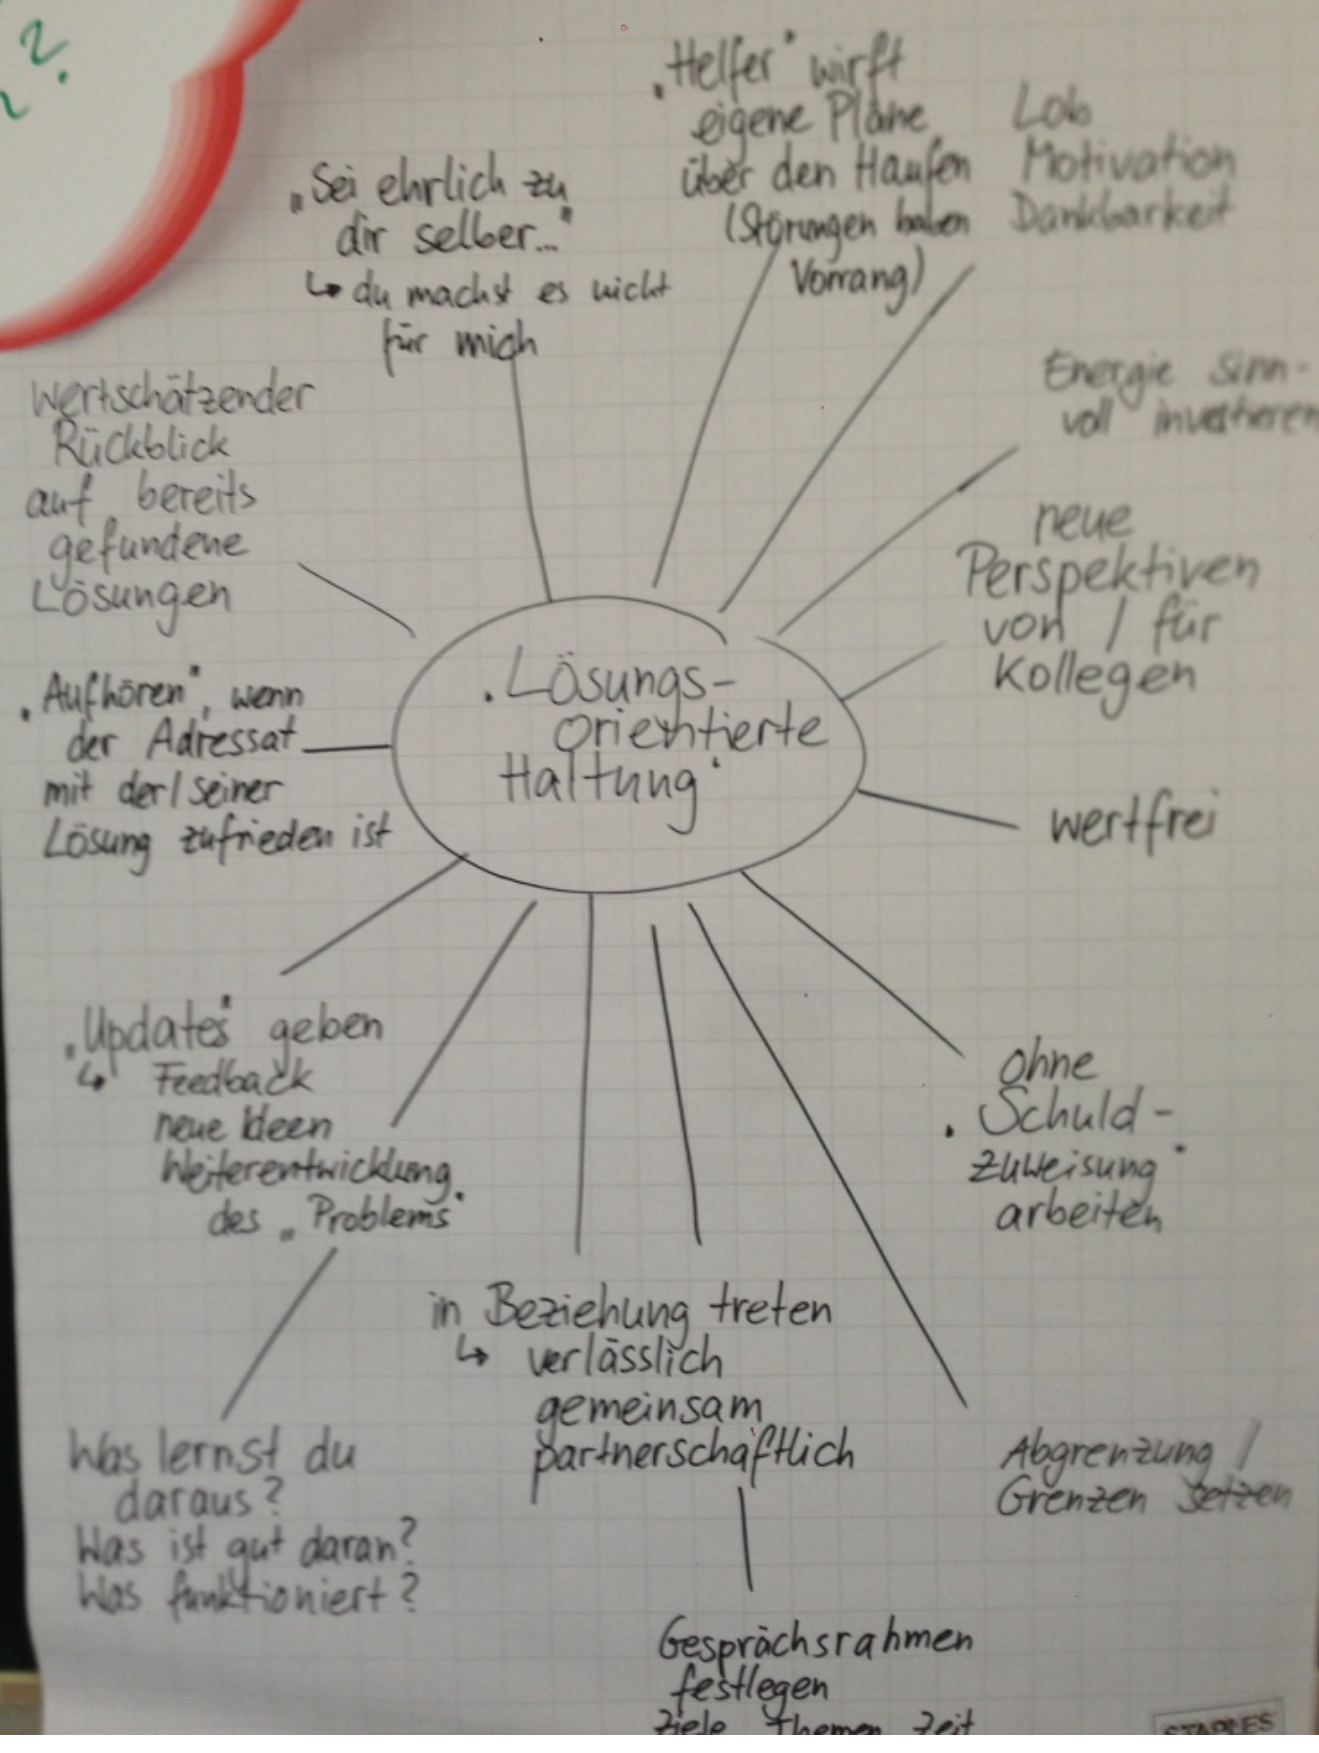 ?
„Helfer" wirft
eigene Pläne
über den Haufen
(Störungen haben
Vorrang)
Lob
Motivation
Dankbarkeit
„Sei ehrlich zu
dir selber..."
↳ du machst es nicht
für mich
Energie sinn-
voll investieren
Wertschätzender
Rückblick
auf bereits
gefundene
Lösungen
neue
Perspektiven
von / für
Kollegen
„Lösungs-
orientierte
Haltung"
„Aufhören", wenn
der Adressat
mit der/seiner
Lösung zufrieden ist
wertfrei
„Updates" geben
↳ Feedback
neue Ideen
Weiterentwicklung
des „Problems"
ohne
„Schuld-
zuweisung"
arbeiten
in Beziehung treten
↳ verlässlich
gemeinsam
partnerschaftlich
Was lernst du
daraus?
Was ist gut daran?
Was funktioniert?
Abgrenzung /
Grenzen setzen
Gesprächsrahmen
festlegen
Ziele Themen Zeit
STAPLES